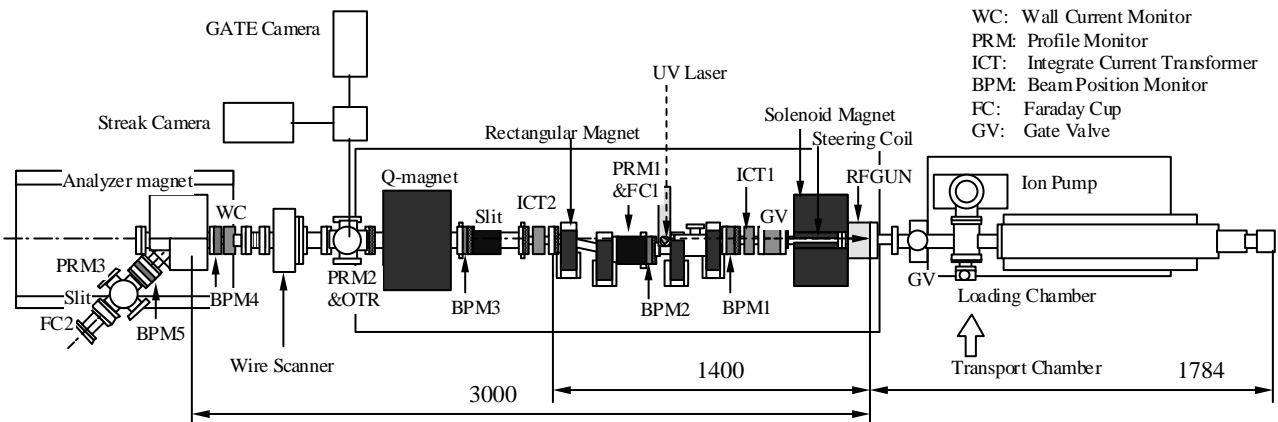 WC: Wall Current Monitor
PRM: Profile Monitor
ICT: Integrate Current Transformer
BPM: Beam Position Monitor
FC: Faraday Cup
GV: Gate Valve
GATE Camera
Streak Camera
UV Laser
Rectangular Magnet
Solenoid Magnet
Steering Coil
Analyzer magnet
WC
Q-magnet
Slit
ICT2
PRM1
&FC1
ICT1
GV
RFGUN
Ion Pump
PRM3
Slit
FC2
BPM5
BPM4
Wire Scanner
PRM2
&OTR
BPM3
BPM2
BPM1
GV
Loading Chamber
Transport Chamber
1400
1784
3000